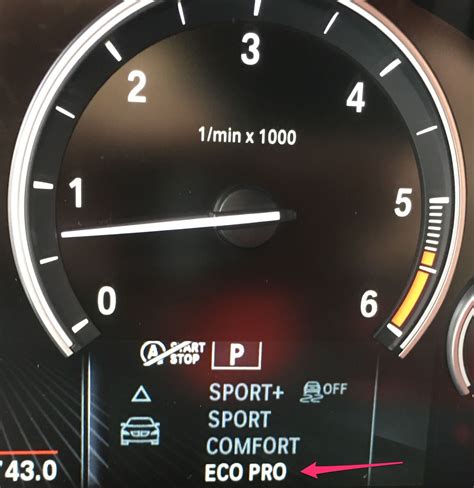 3
2
4
1/min x 1000
1
5
0
6
A START
STOP
P
SPORT+ OFF
SPORT
COMFORT
43.0 ECO PRO